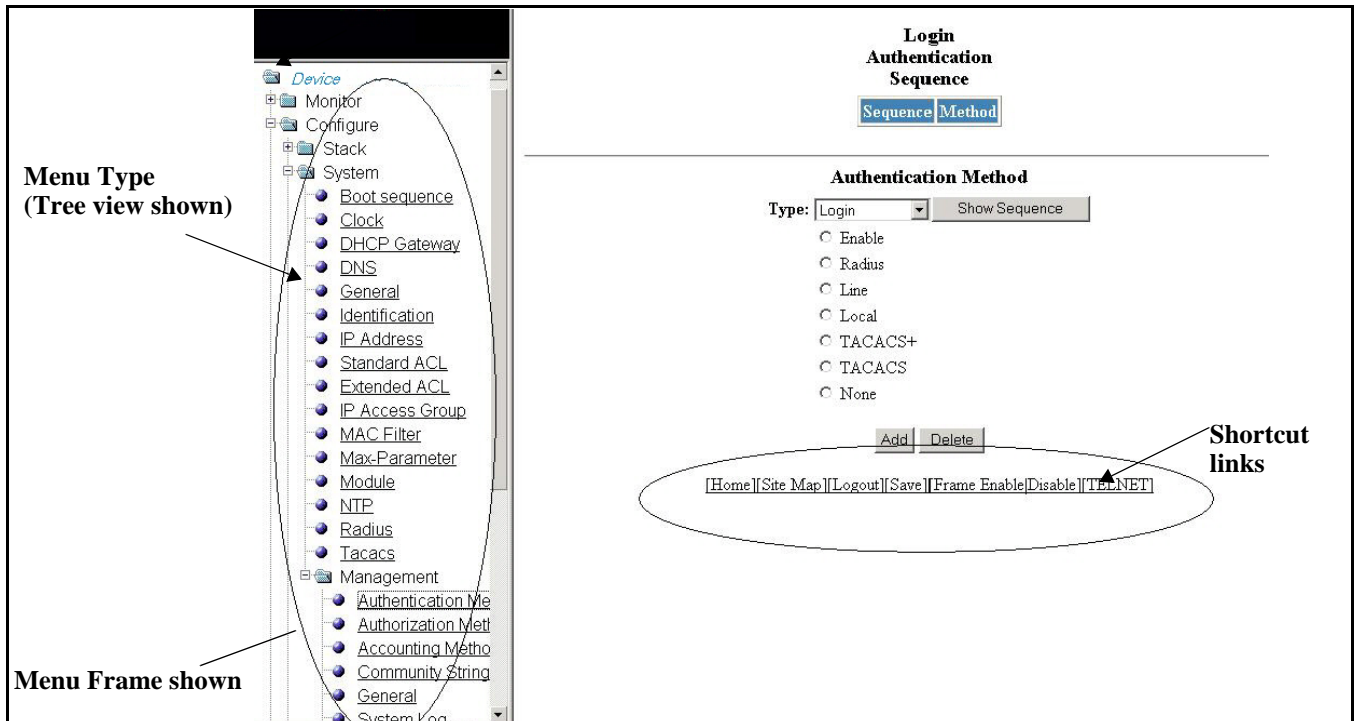 Device
Monitor
Configure
Stack
System
Boot sequence
Clock
DHCP Gateway
DNS
General
Identification
IP Address
Standard ACL
Extended ACL
IP Access Group
MAC Filter
Max-Parameter
Module
NTP
Radius
Tacacs
Management
Authentication Me
Authorization Meth
Accounting Metho
Community String
General
System Log
Menu Type
(Tree view shown)
Menu Frame shown
Login
Authentication
Sequence
Sequence Method
Authentication Method
Type: Login Show Sequence
Enable
Radius
Line
Local
TACACS+
TACACS
None
Add Delete
[Home][Site Map][Logout][Save][Frame Enable|Disable][TELNET]
Shortcut
links